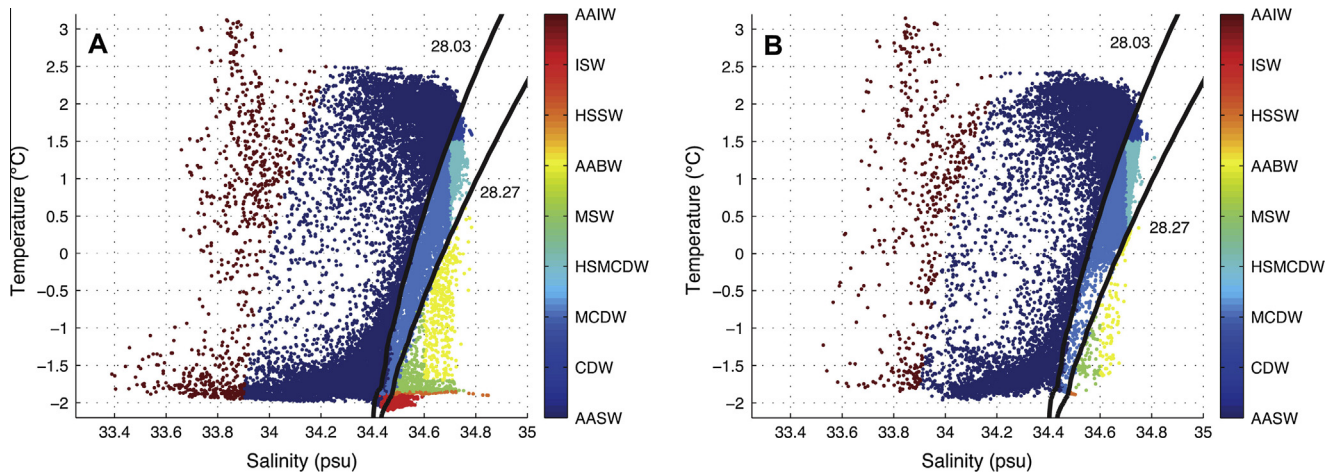 A
28.03
28.27
3
2.5
2
1.5
1
0.5
0
−0.5
−1
−1.5
−2
Temperature (°C)
33.4 33.6 33.8 34 34.2 34.4 34.6 34.8 35
Salinity (psu)
AAIW
ISW
HSSW
AABW
MSW
HSMCDW
MCDW
CDW
AASW
B
28.03
28.27
3
2.5
2
1.5
1
0.5
0
−0.5
−1
−1.5
−2
Temperature (°C)
33.4 33.6 33.8 34 34.2 34.4 34.6 34.8 35
Salinity (psu)
AAIW
ISW
HSSW
AABW
MSW
HSMCDW
MCDW
CDW
AASW